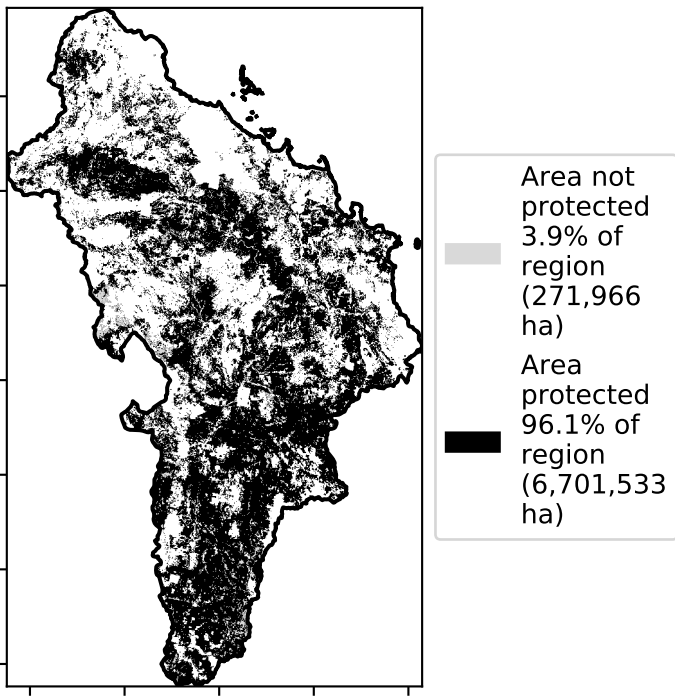 Area not
protected
3.9% of
region
(271,966
ha)
Area
protected
96.1% of
region
(6,701,533
ha)